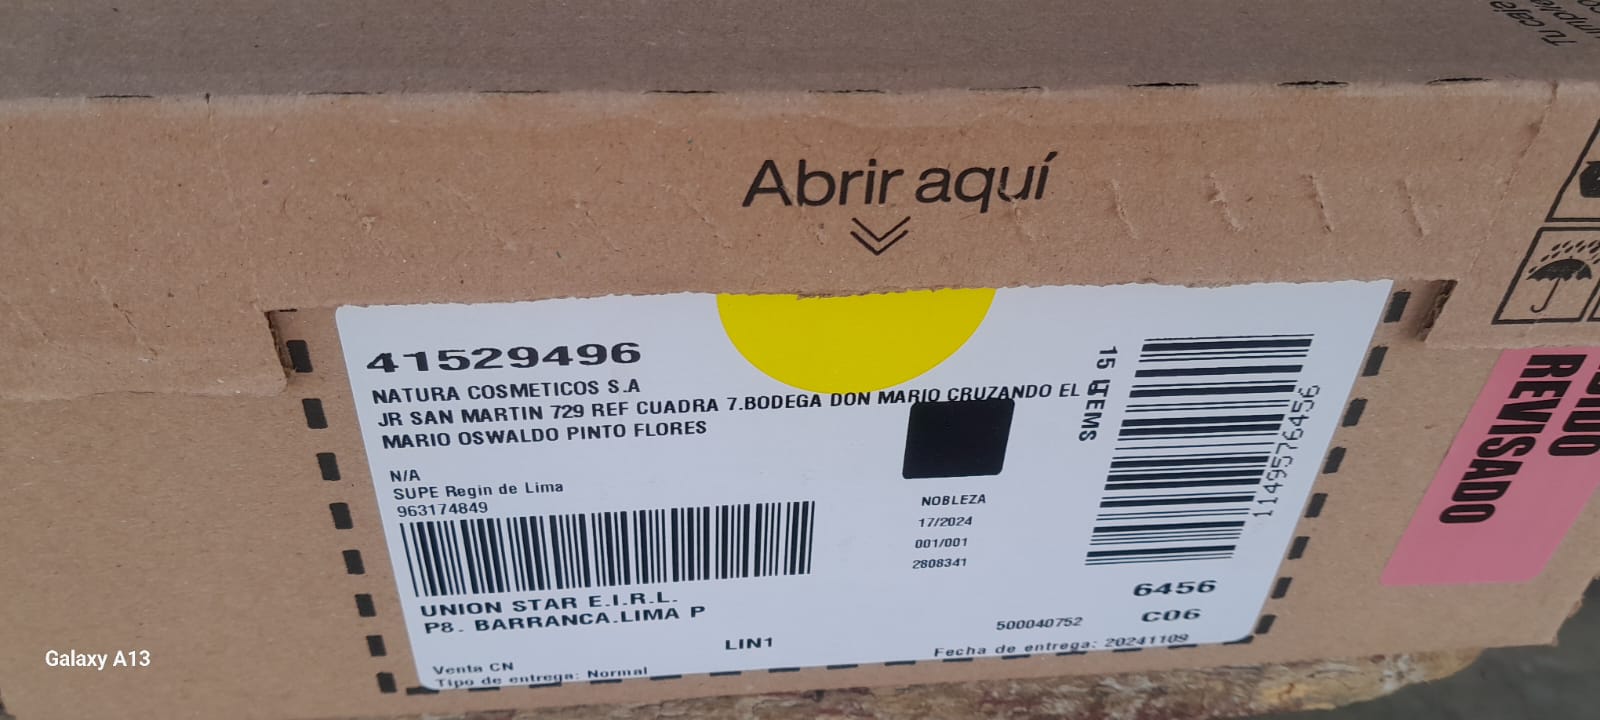 Tu caja
Abrir aquí
41529496
NATURA COSMETICOS S.A
JR SAN MARTIN 729 REF CUADRA 7.BODEGA DON MARIO CRUZANDO EL
MARIO OSWALDO PINTO FLORES
N/A
SUPE Regin de Lima
963174849
UNION STAR E.I.R.L.
P8. BARRANCA.LIMA P
LIN1
Venta CN
Tipo de entrega: Normal
NOBLEZA
17/2024
001/001
2808341
15 ITEMS
1149576456
6456
C06
500040752
Fecha de entrega: 20241109
REVISADO
Galaxy A13